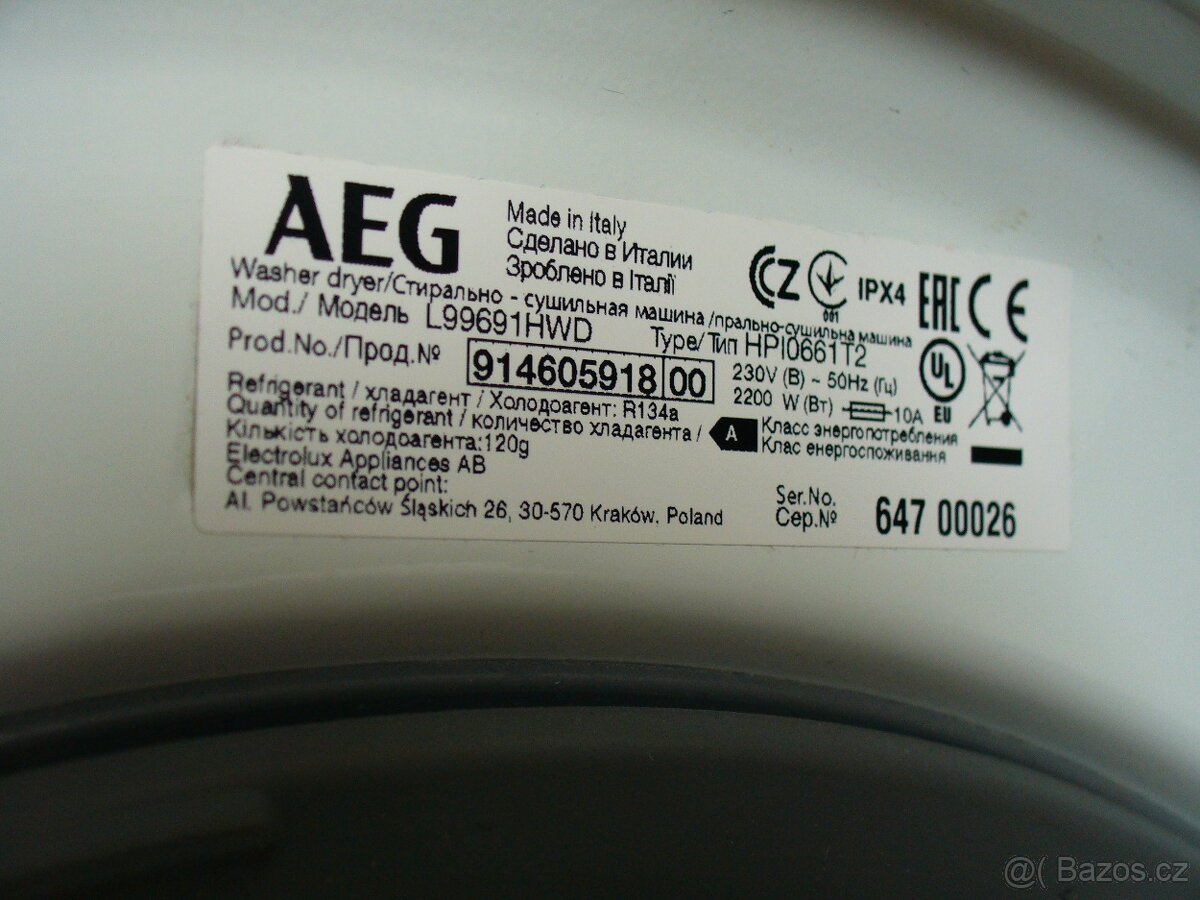 AEG
Made in Italy
Сделано в Италии
Зроблено в Італії
Washer dryer/Стирально - сушильная машина /прально-сушильна машина
Mod./ Модель L99691HWD Type/Тип HPI0661T2
Prod.No./Прод.№ 914605918 00
230V (В) ~ 50Hz (Гц)
2200 W (Вт) 10A
CZ 001 IPX4 EAC CE
UL EU
Refrigerant / хладагент / Холодоагент: R134a
Quantity of refrigerant / количество хладагента /
Кількість холодоагента:120g
A Класс энергопотребления
Клас енергоспоживання
Electrolux Appliances AB
Central contact point:
Al. Powstańców Śląskich 26, 30-570 Kraków, Poland
Ser.No.
Сер.№ 647 00026
@( Bazos.cz